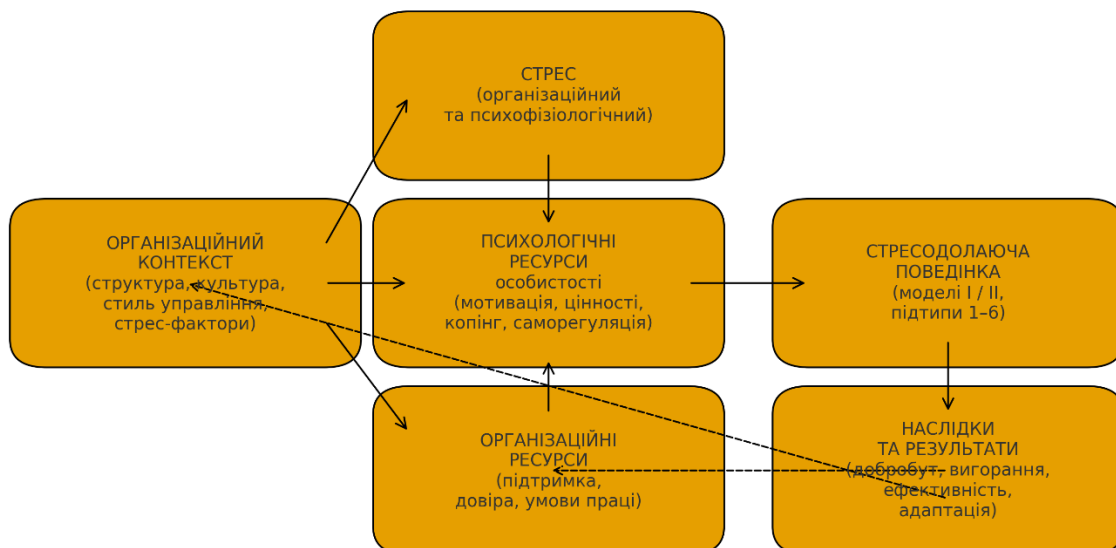 СТРЕС
(організаційний
та психофізіологічний)
ОРГАНІЗАЦІЙНИЙ
КОНТЕКСТ
(структура, культура,
стиль управління,
стрес-фактори)
ПСИХОЛОГІЧНІ
РЕСУРСИ
особистості
(мотивація, цінності,
копінг, саморегуляція)
СТРЕСОДОЛАЮЧА
ПОВЕДІНКА
(моделі I / II,
підтипи 1–6)
ОРГАНІЗАЦІЙНІ
РЕСУРСИ
(підтримка,
довіра, умови праці)
НАСЛІДКИ
ТА РЕЗУЛЬТАТИ
(добробут, вигорання,
ефективність,
адаптація)